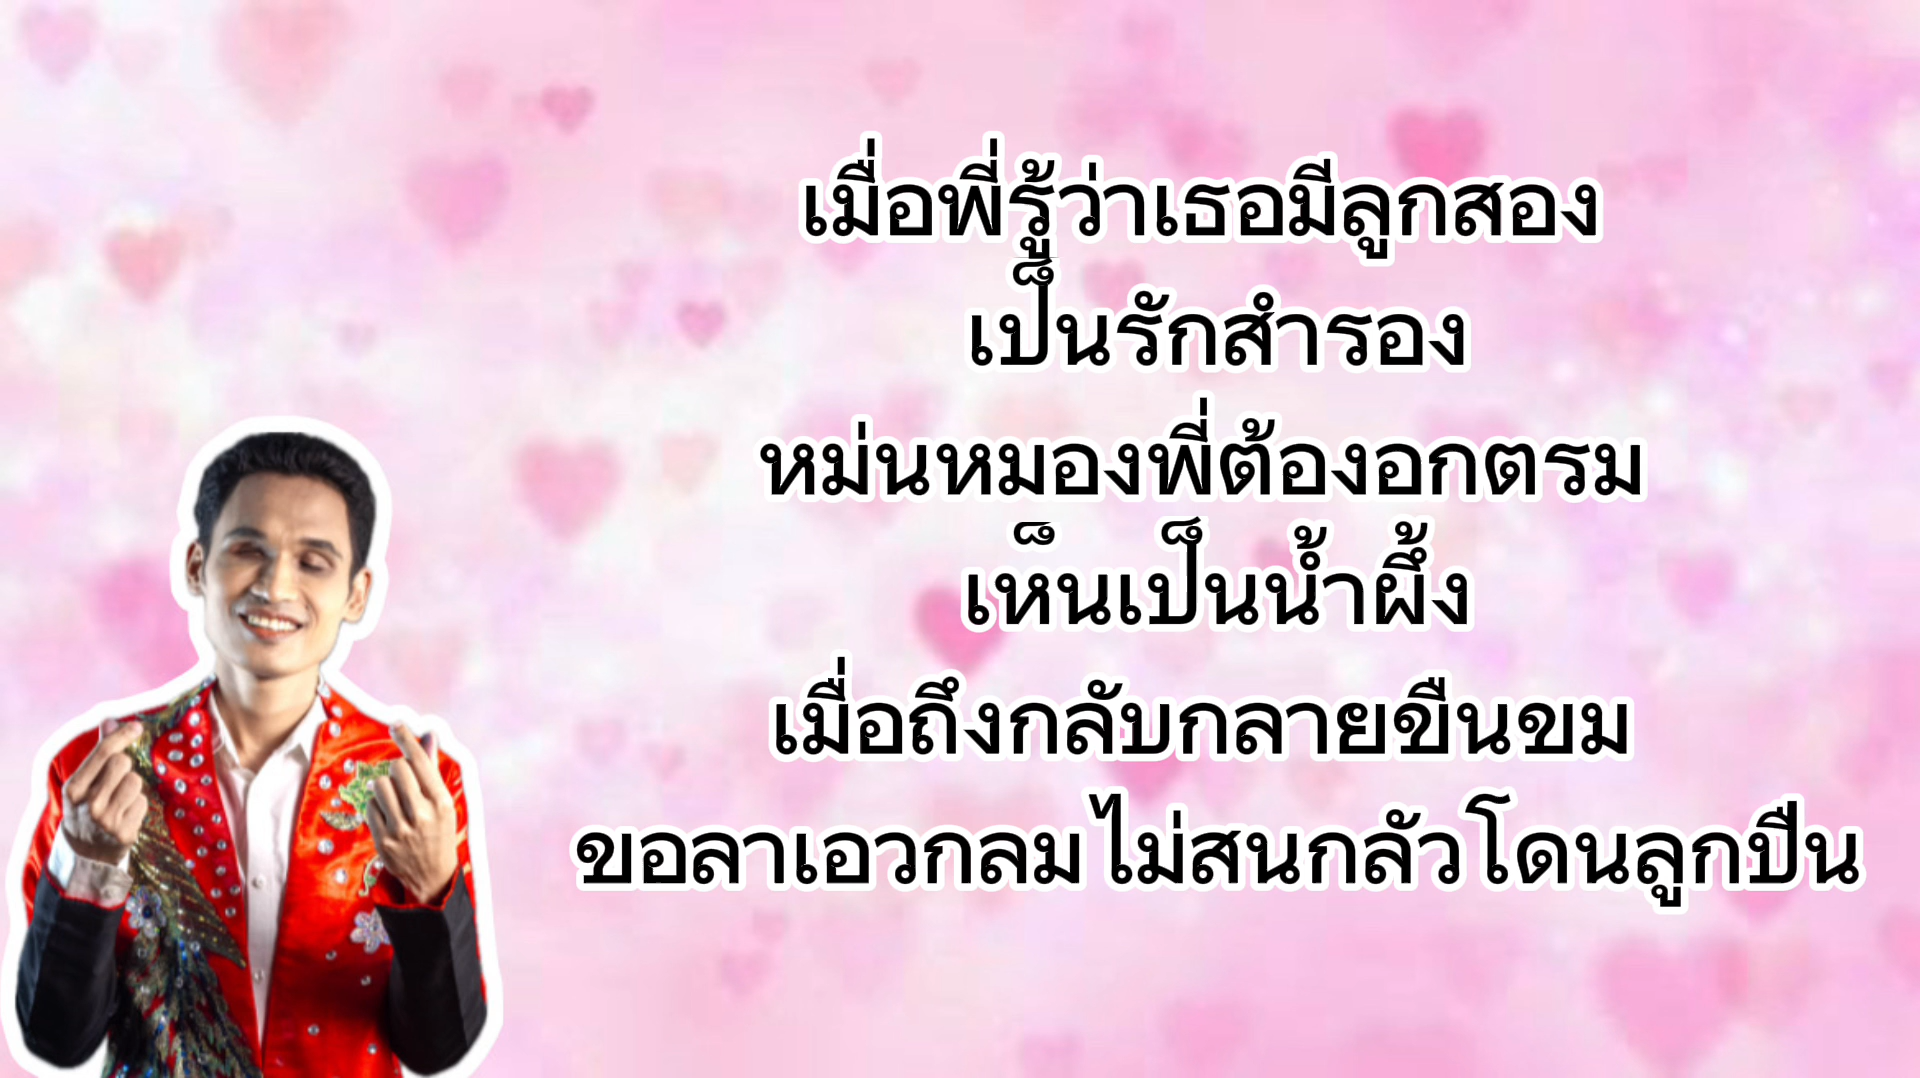 เมื่อพี่รู้ว่าเธอมีลูกสอง
เป็นรักสำรอง
หม่นหมองพี่ต้องอกตรม
เห็นเป็นน้ำผึ้ง
เมื่อถึงกลับกลายขืนขม
ขอลาเอวกลมไม่สนกลัวโดนลูกปืน